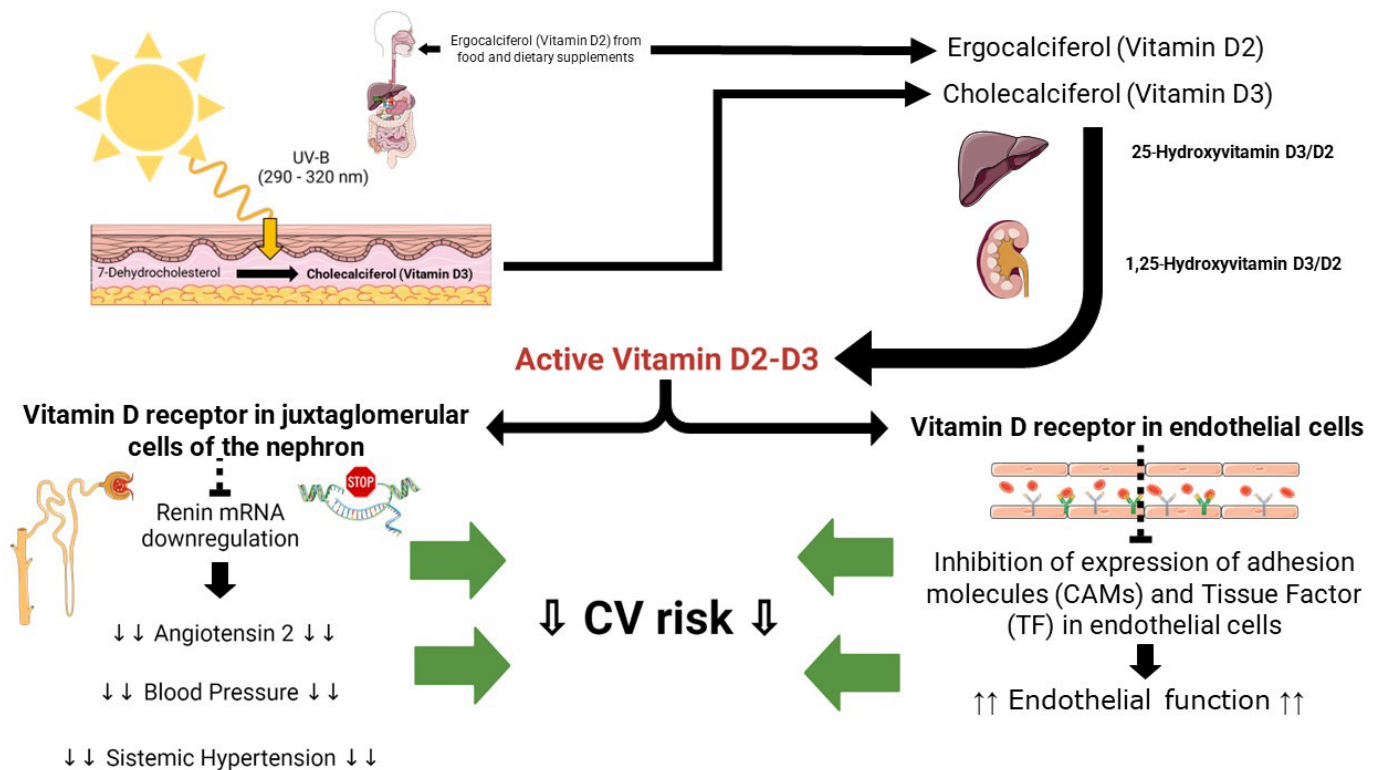 Ergocalciferol (Vitamin D2) from
food and dietary supplements
Ergocalciferol (Vitamin D2)
Cholecalciferol (Vitamin D3)
UV-B
(290 - 320 nm)
25-Hydroxyvitamin D3/D2
7-Dehydrocholesterol
Cholecalciferol (Vitamin D3)
1,25-Hydroxyvitamin D3/D2
Active Vitamin D2-D3
Vitamin D receptor in juxtaglomerular
cells of the nephron
STOP
Renin mRNA
downregulation
↓↓ Angiotensin 2 ↓↓
↓↓ Blood Pressure ↓↓
↓↓ Sistemic Hypertension ↓↓
⇩ CV risk ⇩
Vitamin D receptor in endothelial cells
Inhibition of expression of adhesion
molecules (CAMs) and Tissue Factor
(TF) in endothelial cells
↑↑ Endothelial function ↑↑